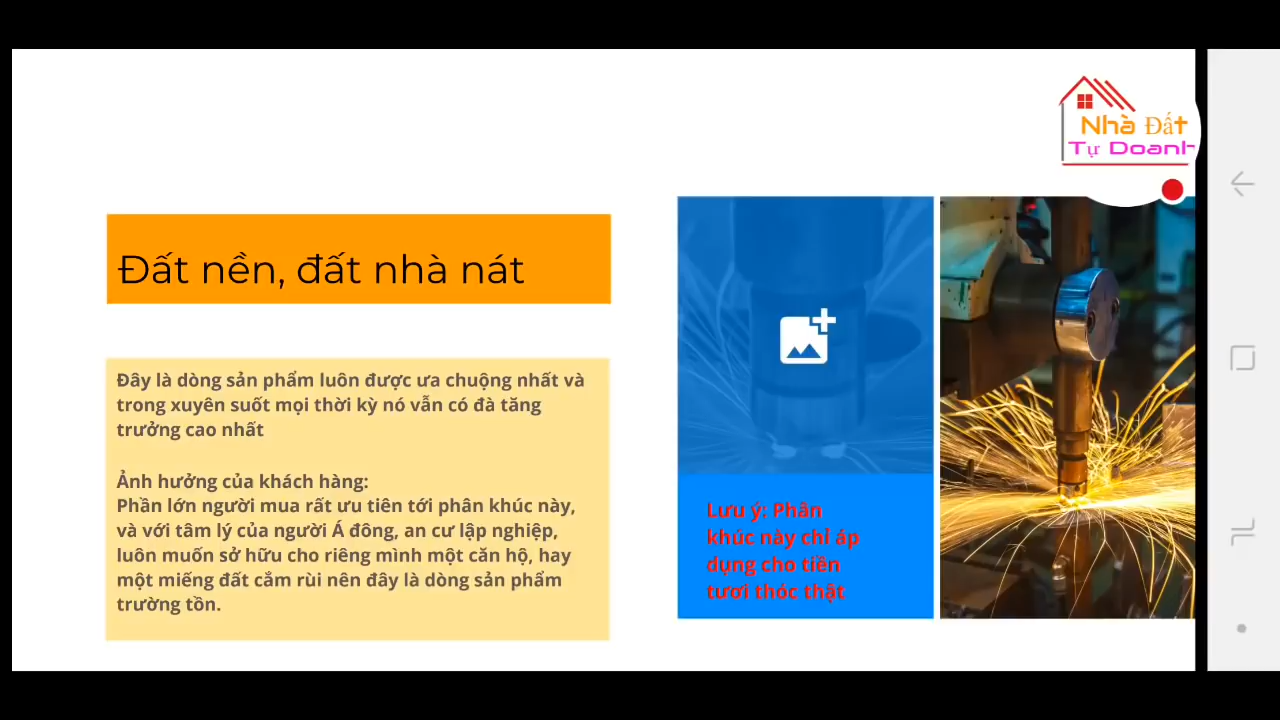 Nhà Đất
Tự Doanh
Đất nền, đất nhà nát
Đây là dòng sản phẩm luôn được ưa chuộng nhất và
trong xuyên suốt mọi thời kỳ nó vẫn có đà tăng
trưởng cao nhất
Ảnh hưởng của khách hàng:
Phần lớn người mua rất ưu tiên tới phân khúc này,
và với tâm lý của người Á đông, an cư lập nghiệp,
luôn muốn sở hữu cho riêng mình một căn hộ, hay
một miếng đất cắm rùi nên đây là dòng sản phẩm
trường tồn.
Lưu ý: Phân
khúc này chỉ áp
dụng cho tiền
tươi thóc thật